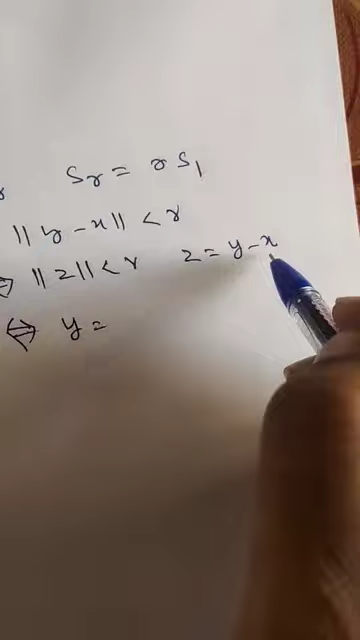 S_r = r S_1
|| y - x || < r
⇔ || z || < r   z = y - x
⇔ y =